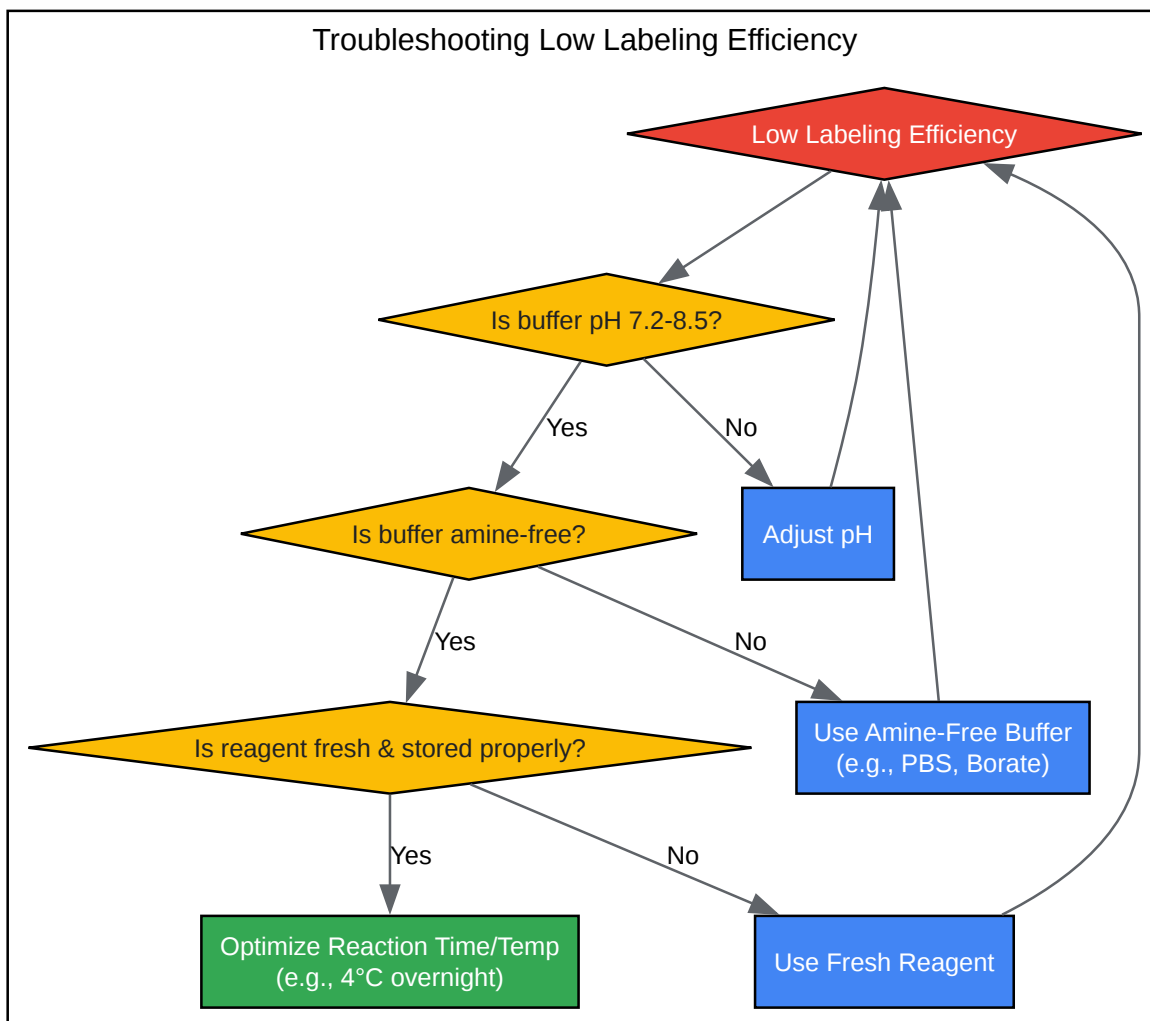 Troubleshooting Low Labeling Efficiency
Low Labeling Efficiency
Is buffer pH 7.2-8.5?
Yes
No
Is buffer amine-free?
Adjust pH
Yes
No
Is reagent fresh & stored properly?
Use Amine-Free Buffer
(e.g., PBS, Borate)
Yes
No
Optimize Reaction Time/Temp
(e.g., 4°C overnight)
Use Fresh Reagent